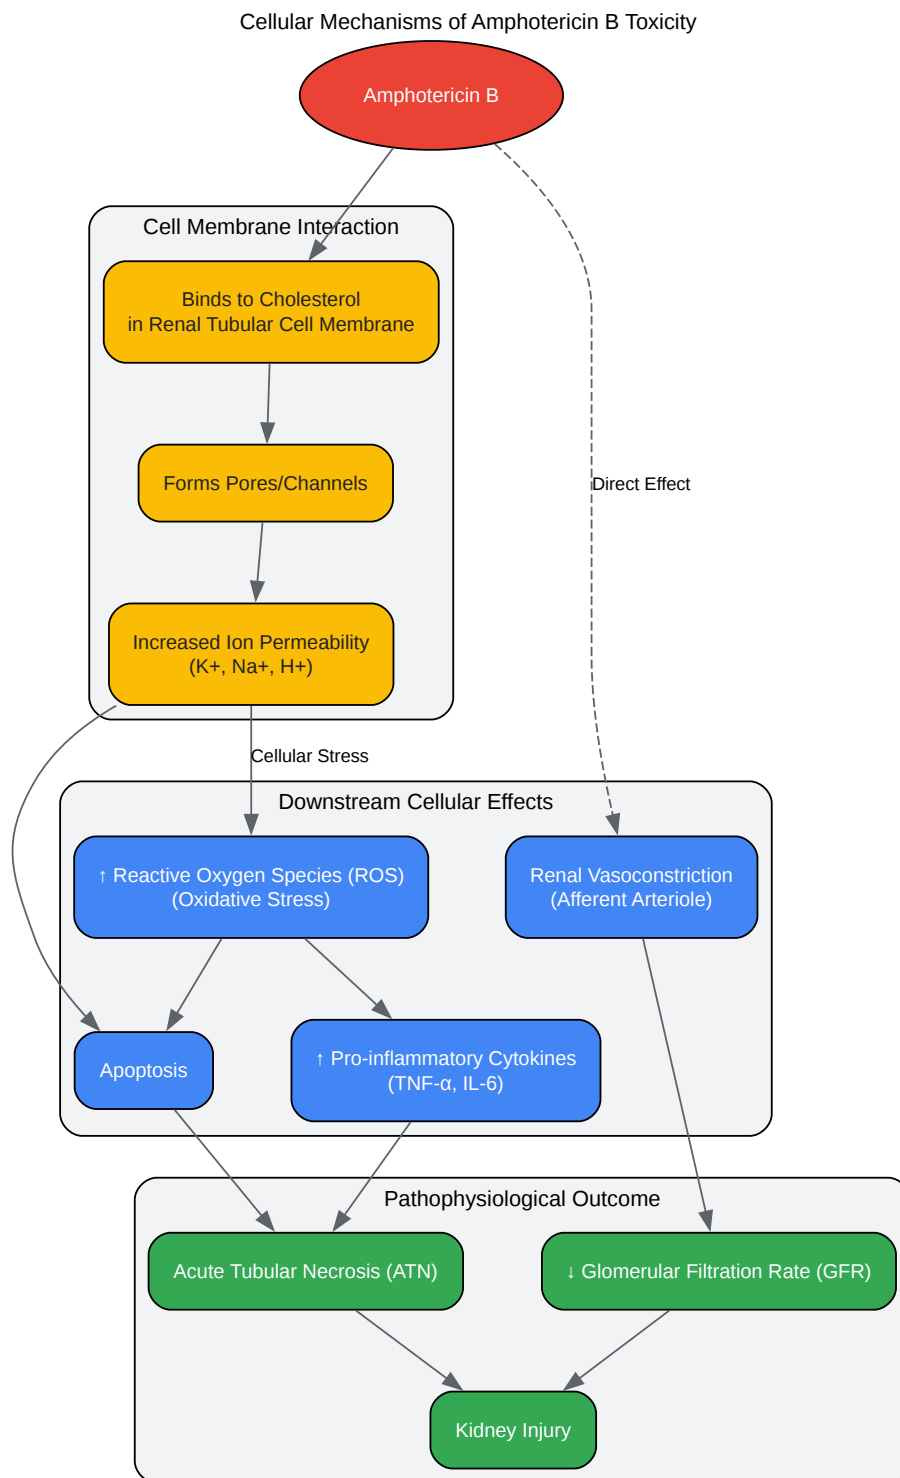 Cellular Mechanisms of Amphotericin B Toxicity
Amphotericin B
Cell Membrane Interaction
Binds to Cholesterol
in Renal Tubular Cell Membrane
Forms Pores/Channels
Direct Effect
Increased Ion Permeability
(K+, Na+, H+)
Cellular Stress
Downstream Cellular Effects
↑ Reactive Oxygen Species (ROS)
(Oxidative Stress)
Renal Vasoconstriction
(Afferent Arteriole)
Apoptosis
↑ Pro-inflammatory Cytokines
(TNF-α, IL-6)
Pathophysiological Outcome
Acute Tubular Necrosis (ATN)
↓ Glomerular Filtration Rate (GFR)
Kidney Injury